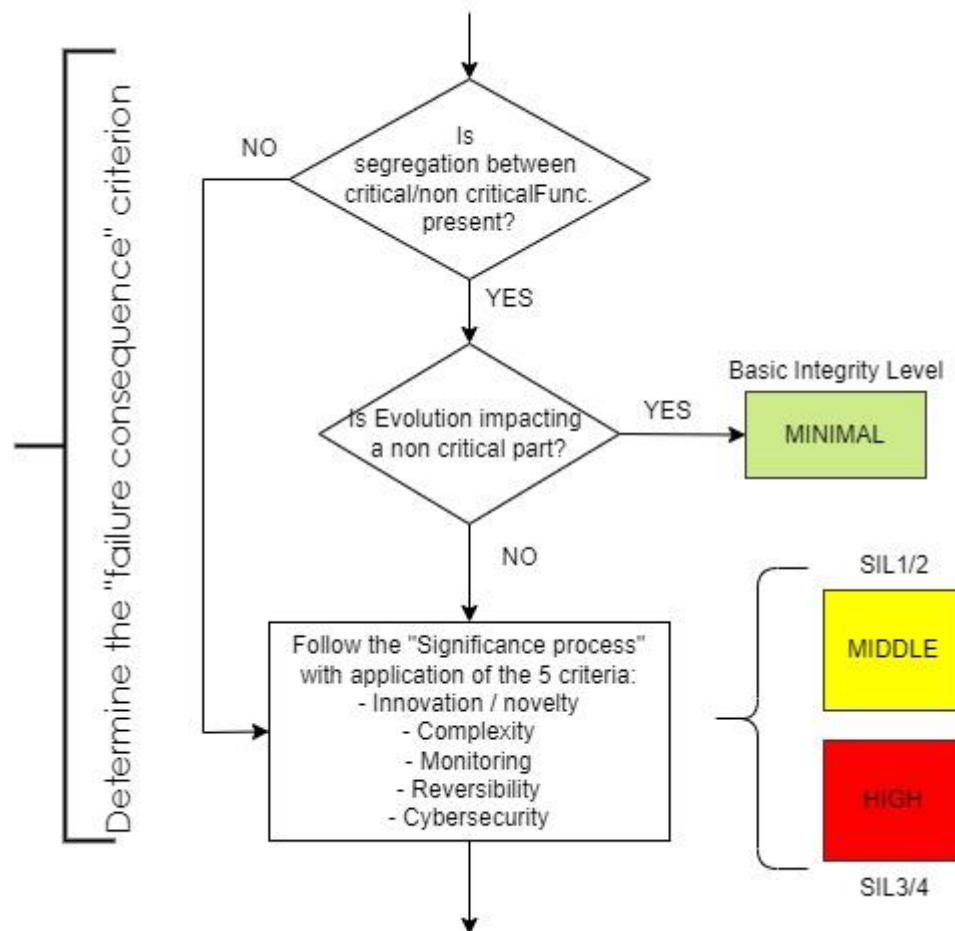 Determine the "failure consequence" criterion
NO
Is
segregation between
critical/non criticalFunc.
present?
YES
Is Evolution impacting
a non critical part?
YES
Basic Integrity Level
MINIMAL
NO
Follow the "Significance process"
with application of the 5 criteria:
- Innovation / novelty
- Complexity
- Monitoring
- Reversibility
- Cybersecurity
SIL1/2
MIDDLE
HIGH
SIL3/4